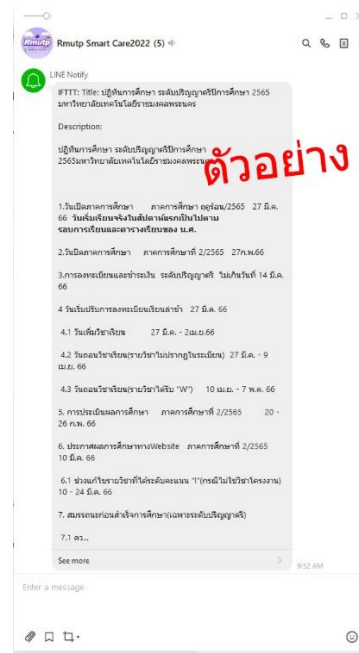 Rmutp Smart Care2022 (5)
Rmutp
LINE Notify
IFTTT: Title: ปฏิทินการศึกษา ระดับปริญญาตรีปีการศึกษา 2565
มหาวิทยาลัยเทคโนโลยีราชมงคลพระนคร
Description:
ปฏิทินการศึกษา ระดับปริญญาตรีปีการศึกษา
2565มหาวิทยาลัยเทคโนโลยีราชมงคลพระนคร
ตัวอย่าง
1.วันเปิดภาคการศึกษา ภาคการศึกษา ฤดูร้อน/2565 27 มี.ค.
66 วันเริ่มเรียนจริงในสัปดาห์แรกเป็นไปตาม
รอบการเรียนและตารางเรียนของ น.ศ.
2.วันปิดภาคการศึกษา ภาคการศึกษาที่ 2/2565 27ก.พ.66
3.การลงทะเบียนและชำระเงิน ระดับปริญญาตรี ไม่เกินวันที่ 14 มี.ค.
66
4 วันเริ่มปรับการลงทะเบียนเรียนล่าช้า 27 มี.ค. 66
4.1 วันเพิ่มวิชาเรียน 27 มี.ค. - 2เม.ย.66
4.2 วันถอนวิชาเรียน(รายวิชาไม่ปรากฏในระเบียน) 27 มี.ค. - 9
เม.ย. 66
4.3 วันถอนวิชาเรียน(รายวิชาได้รับ "W") 10 เม.ย. - 7 พ.ค. 66
5. การประเมินผลการศึกษา ภาคการศึกษาที่ 2/2565 20 -
26 ก.พ. 66
6. ประกาศผลการศึกษาทางWebsite ภาคการศึกษาที่ 2/2565
10 มี.ค. 66
6.1 ช่วงแก้ไขรายวิชาที่ได้ระดับคะแนน "I"(กรณีไม่ใช่วิชาโครงงาน)
10 - 24 มี.ค. 66
7. สมรรถนะก่อนสำเร็จการศึกษา(เฉพาะระดับปริญญาตรี)
7.1 ดว...
See more
9:52 AM
Enter a message